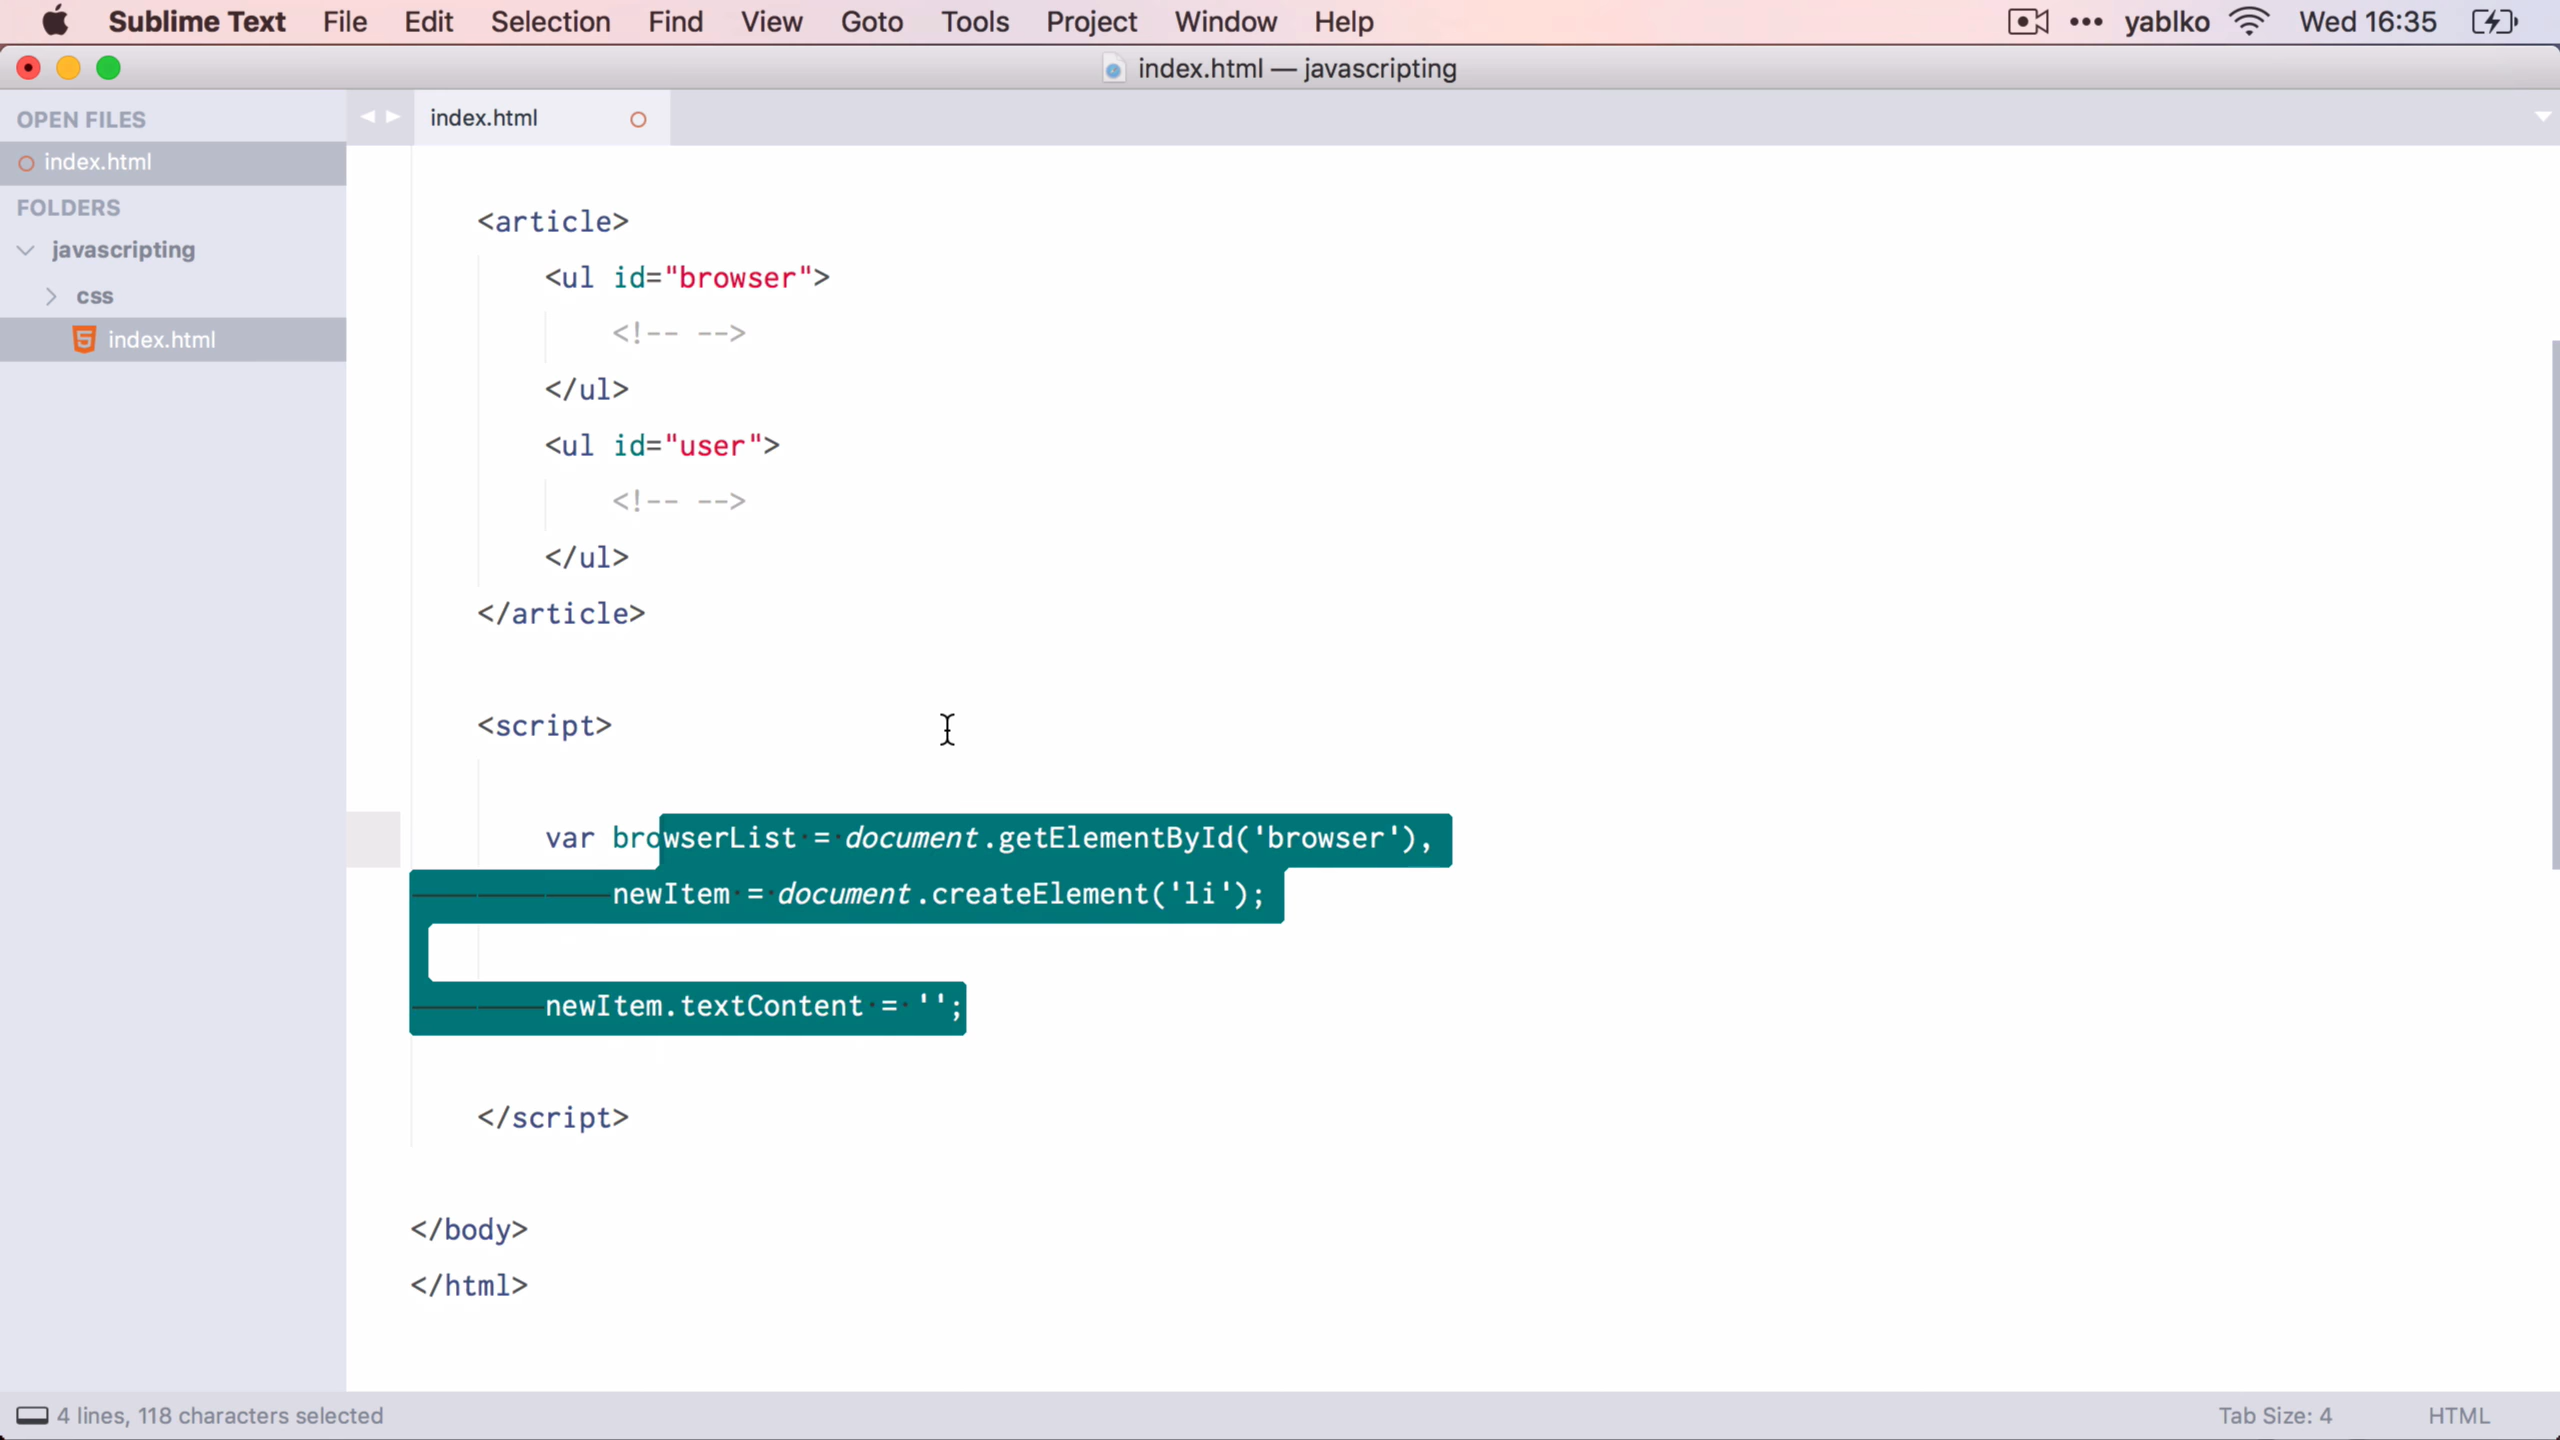 Sublime Text File Edit Selection Find View Goto Tools Project Window Help yablko Wed 16:35
index.html — javascripting
OPEN FILES
index.html
FOLDERS
javascripting
css
index.html
index.html
<article>
<ul id="browser">
<!-- -->
</ul>
<ul id="user">
<!-- -->
</ul>
</article>
<script>
var browserList = document.getElementById('browser'),
newItem = document.createElement('li');
newItem.textContent = '';
</script>
</body>
</html>
4 lines, 118 characters selected
Tab Size: 4
HTML